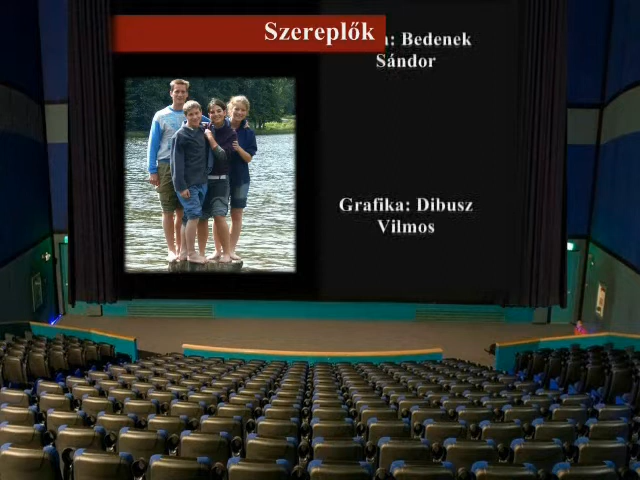 Szereplők
a: Bedenek
Sándor
Grafika: Dibusz
Vilmos